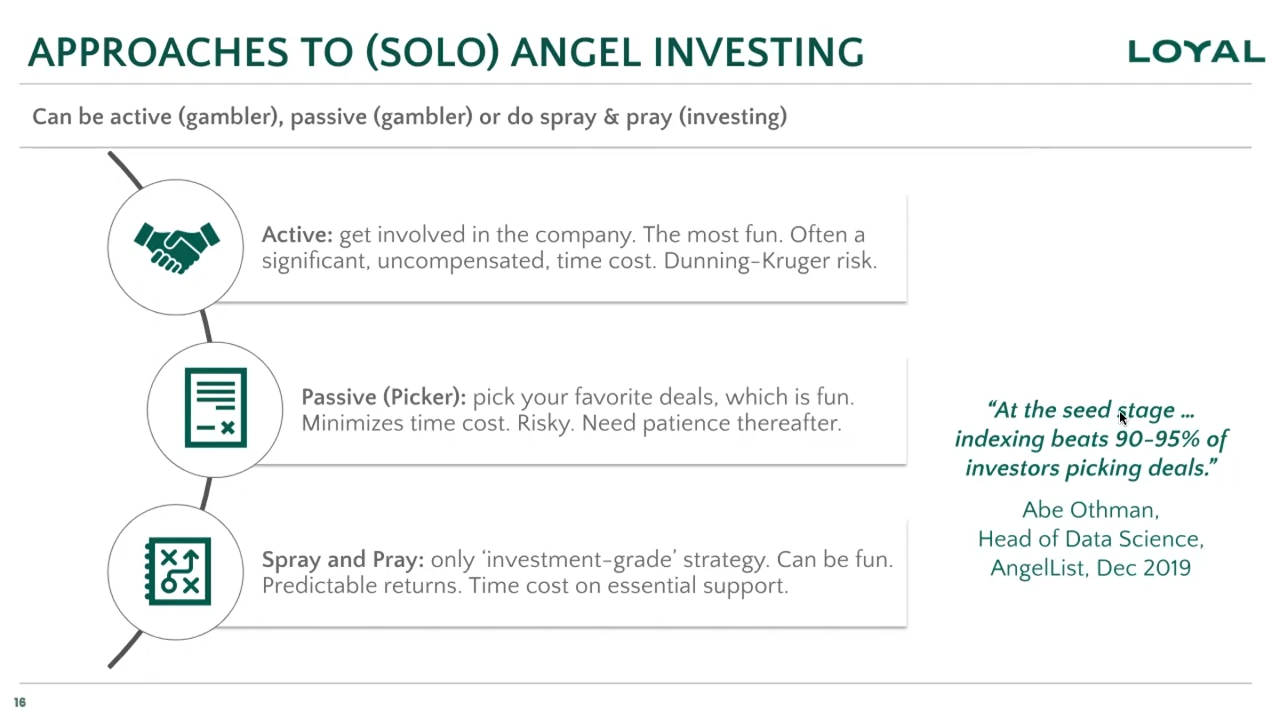 APPROACHES TO (SOLO) ANGEL INVESTING
LOYAL
Can be active (gambler), passive (gambler) or do spray & pray (investing)
Active: get involved in the company. The most fun. Often a
significant, uncompensated, time cost. Dunning-Kruger risk.
Passive (Picker): pick your favorite deals, which is fun.
Minimizes time cost. Risky. Need patience thereafter.
Spray and Pray: only ‘investment-grade’ strategy. Can be fun.
Predictable returns. Time cost on essential support.
“At the seed stage ...
indexing beats 90-95% of
investors picking deals.”
Abe Othman,
Head of Data Science,
AngelList, Dec 2019
16